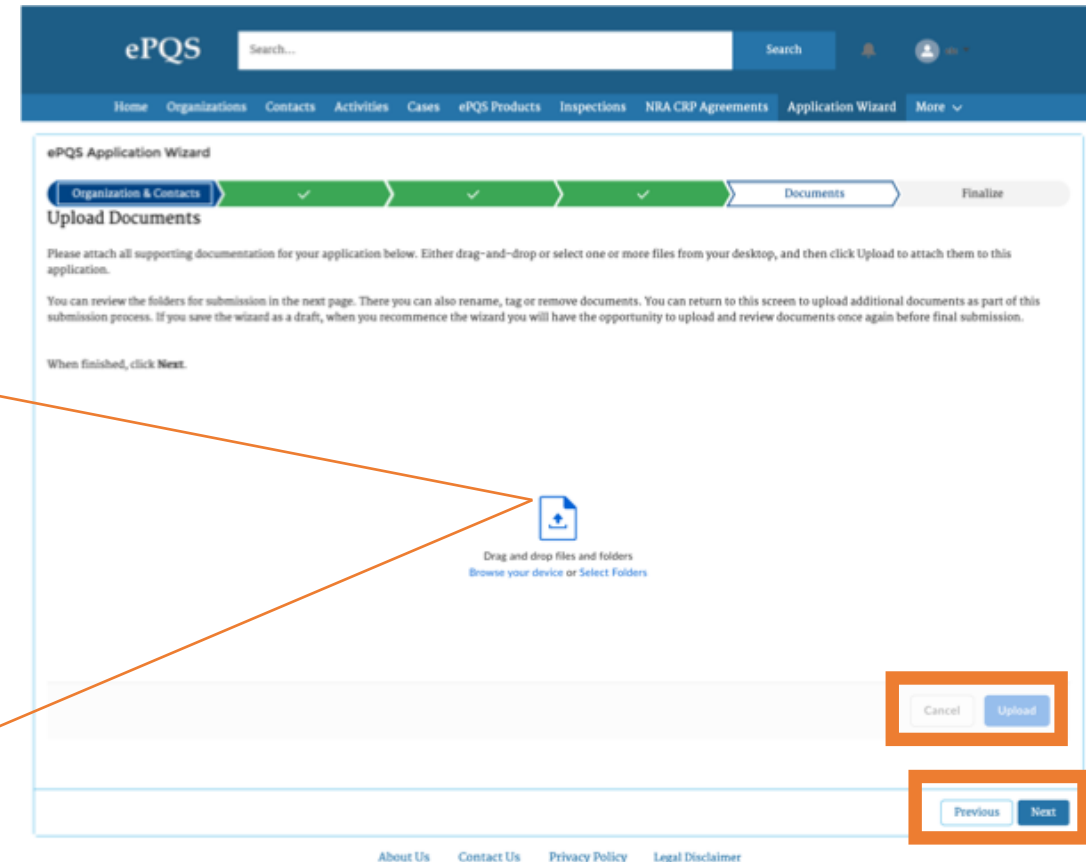 ePQS
Search...
Search
Home Organizations Contacts Activities Cases ePQS Products Inspections NRA CRP Agreements Application Wizard More
ePQS Application Wizard
Organization & Contacts Documents Finalize
Upload Documents
Please attach all supporting documentation for your application below. Either drag-and-drop or select one or more files from your desktop, and then click Upload to attach them to this
application.
You can review the folders for submission in the next page. There you can also rename, tag or remove documents. You can return to this screen to upload additional documents as part of this
submission process. If you save the wizard as a draft, when you recommence the wizard you will have the opportunity to upload and review documents once again before final submission.
When finished, click Next.
Drag and drop files and folders
Browse your device or Select Folders
Cancel Upload
Previous Next
About Us Contact Us Privacy Policy Legal Disclaimer